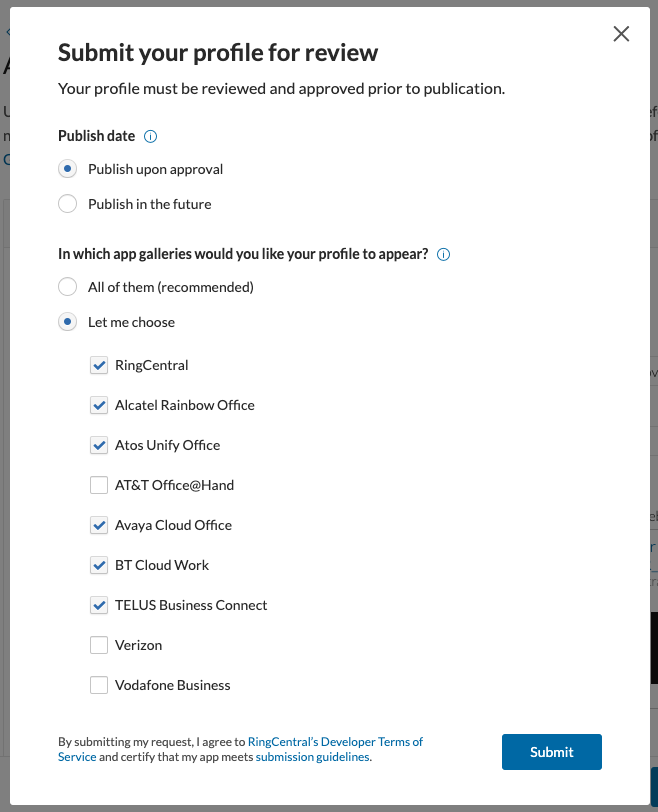 Submit your profile for review
Your profile must be reviewed and approved prior to publication.
Publish date
Publish upon approval
Publish in the future
In which app galleries would you like your profile to appear?
All of them (recommended)
Let me choose
RingCentral
Alcatel Rainbow Office
Atos Unify Office
AT&T Office@Hand
Avaya Cloud Office
BT Cloud Work
TELUS Business Connect
Verizon
Vodafone Business
By submitting my request, I agree to RingCentral's Developer Terms of
Service and certify that my app meets submission guidelines.
Submit